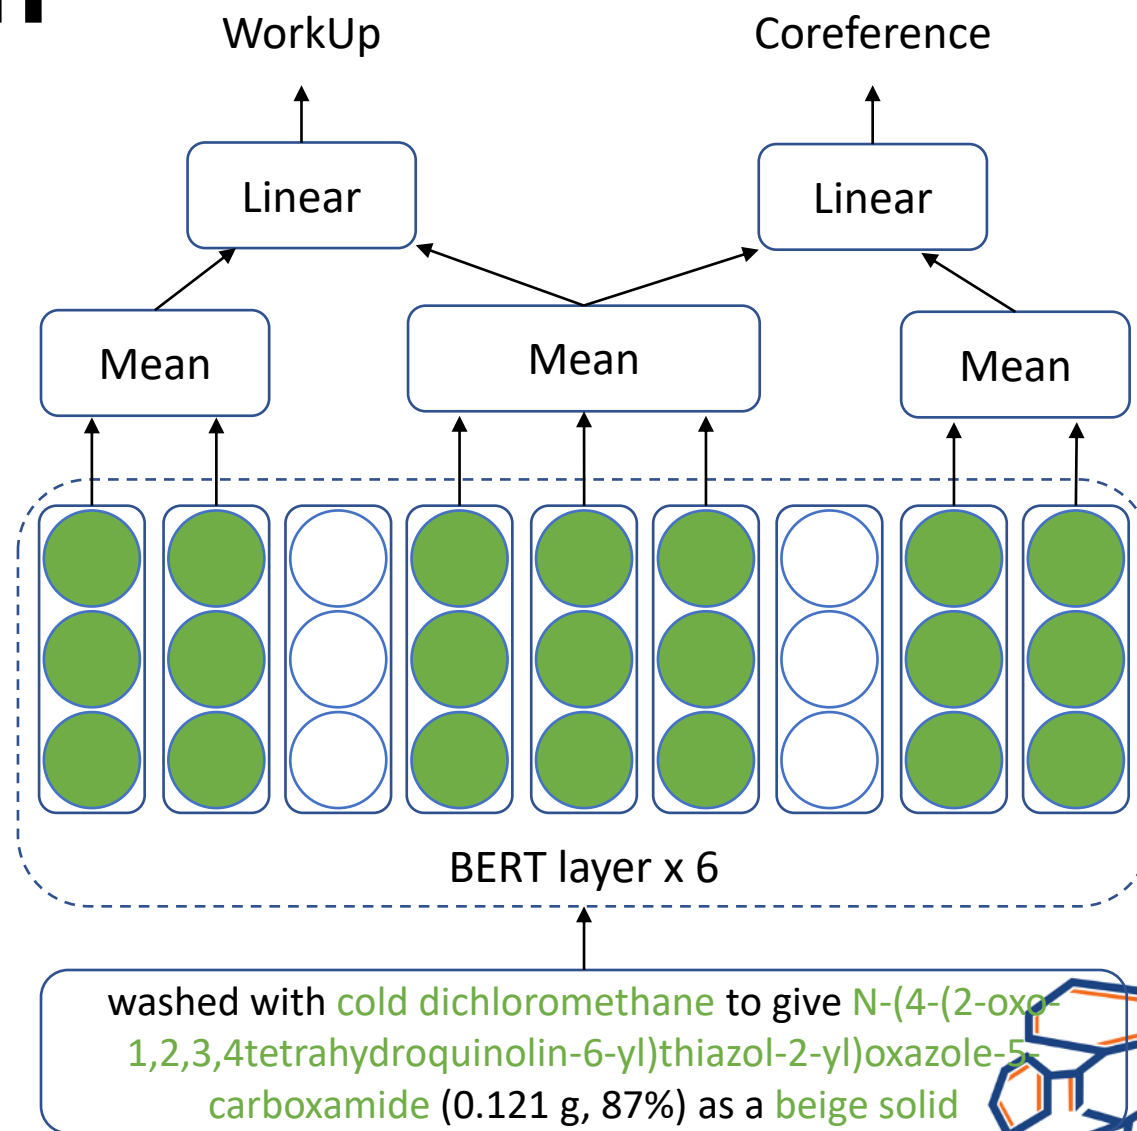 WorkUp Coreference
Linear Linear
Mean Mean Mean
BERT layer x 6
washed with cold dichloromethane to give N-(4-(2-oxo-
1,2,3,4tetrahydroquinolin-6-yl)thiazol-2-yl)oxazole-5-
carboxamide (0.121 g, 87%) as a beige solid